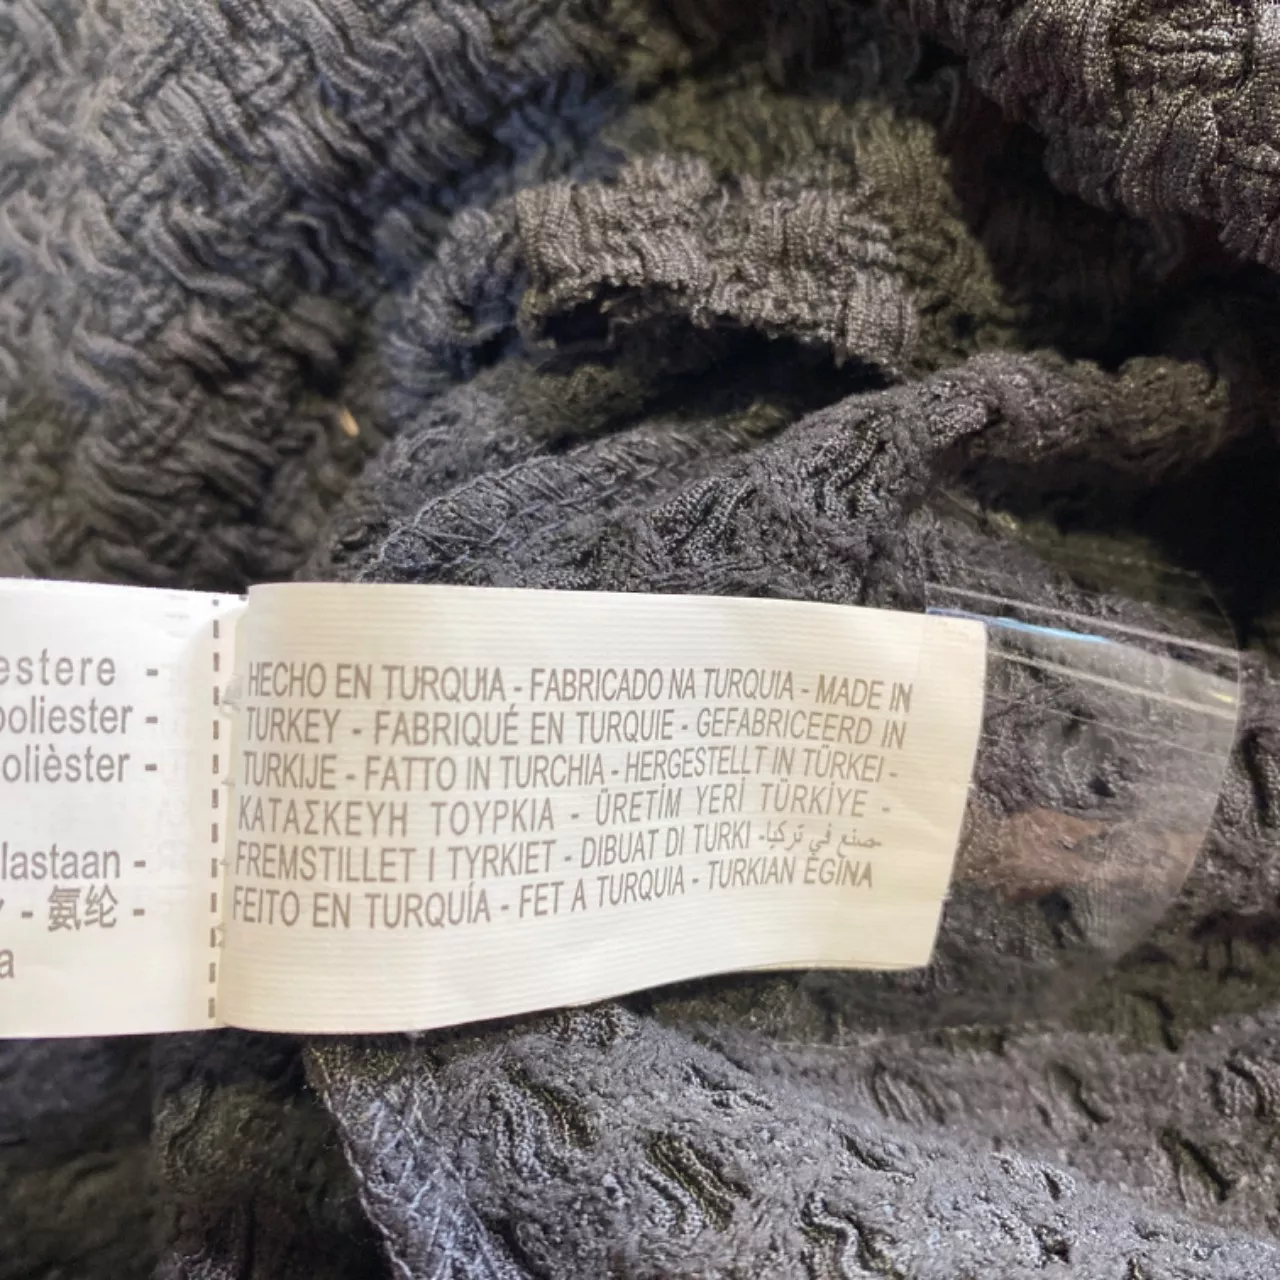 estere -
poliester -
olièster -
lastaan -
- 氨纶 -
a
HECHO EN TURQUIA - FABRICADO NA TURQUIA - MADE IN
TURKEY - FABRIQUÉ EN TURQUIE - GEFABRICEERD IN
TURKIJE - FATTO IN TURCHIA - HERGESTELLT IN TÜRKEI -
ΚΑΤΑΣΚΕΥΗ ΤΟΥΡΚΙΑ - ÜRETİM YERİ TÜRKİYE -
FREMSTILLET I TYRKIET - DIBUAT DI TURKI -صنع في تركيا-
FEITO EN TURQUÍA - FET A TURQUIA - TURKIAN EGINA